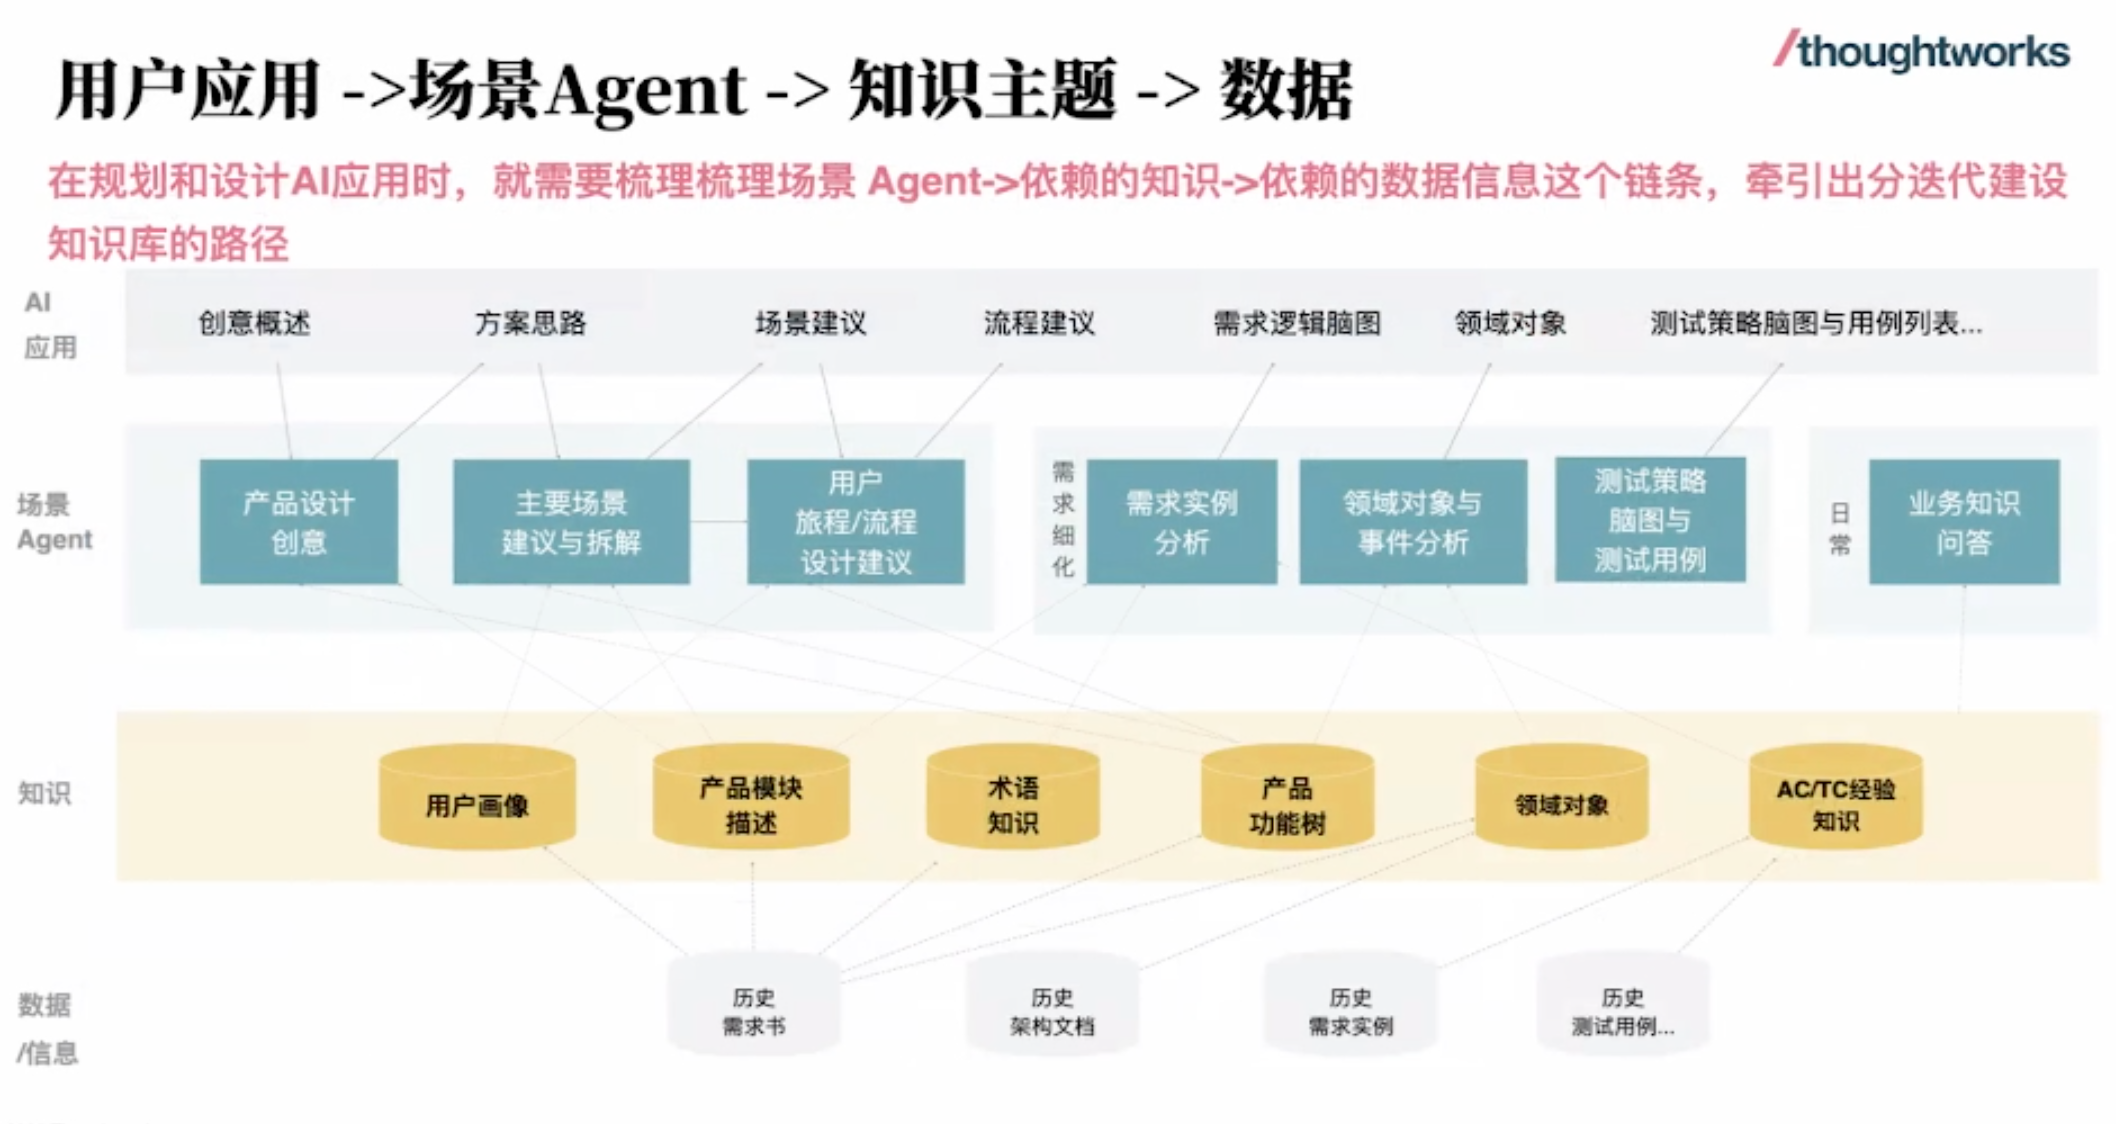 /thoughtworks
用户应用 ->场景Agent -> 知识主题 -> 数据
在规划和设计AI应用时，就需要梳理梳理场景 Agent->依赖的知识->依赖的数据信息这个链条，牵引出分迭代建设
知识库的路径
AI
应用
创意概述
方案思路
场景建议
流程建议
需求逻辑脑图
领域对象
测试策略脑图与用例列表...
场景
Agent
产品设计
创意
主要场景
建议与拆解
用户
旅程/流程
设计建议
需
求
细
化
需求实例
分析
领域对象与
事件分析
测试策略
脑图与
测试用例
日
常
业务知识
问答
知识
用户画像
产品模块
描述
术语
知识
产品
功能树
领域对象
AC/TC经验
知识
数据
/信息
历史
需求书
历史
架构文档
历史
需求实例
历史
测试用例...